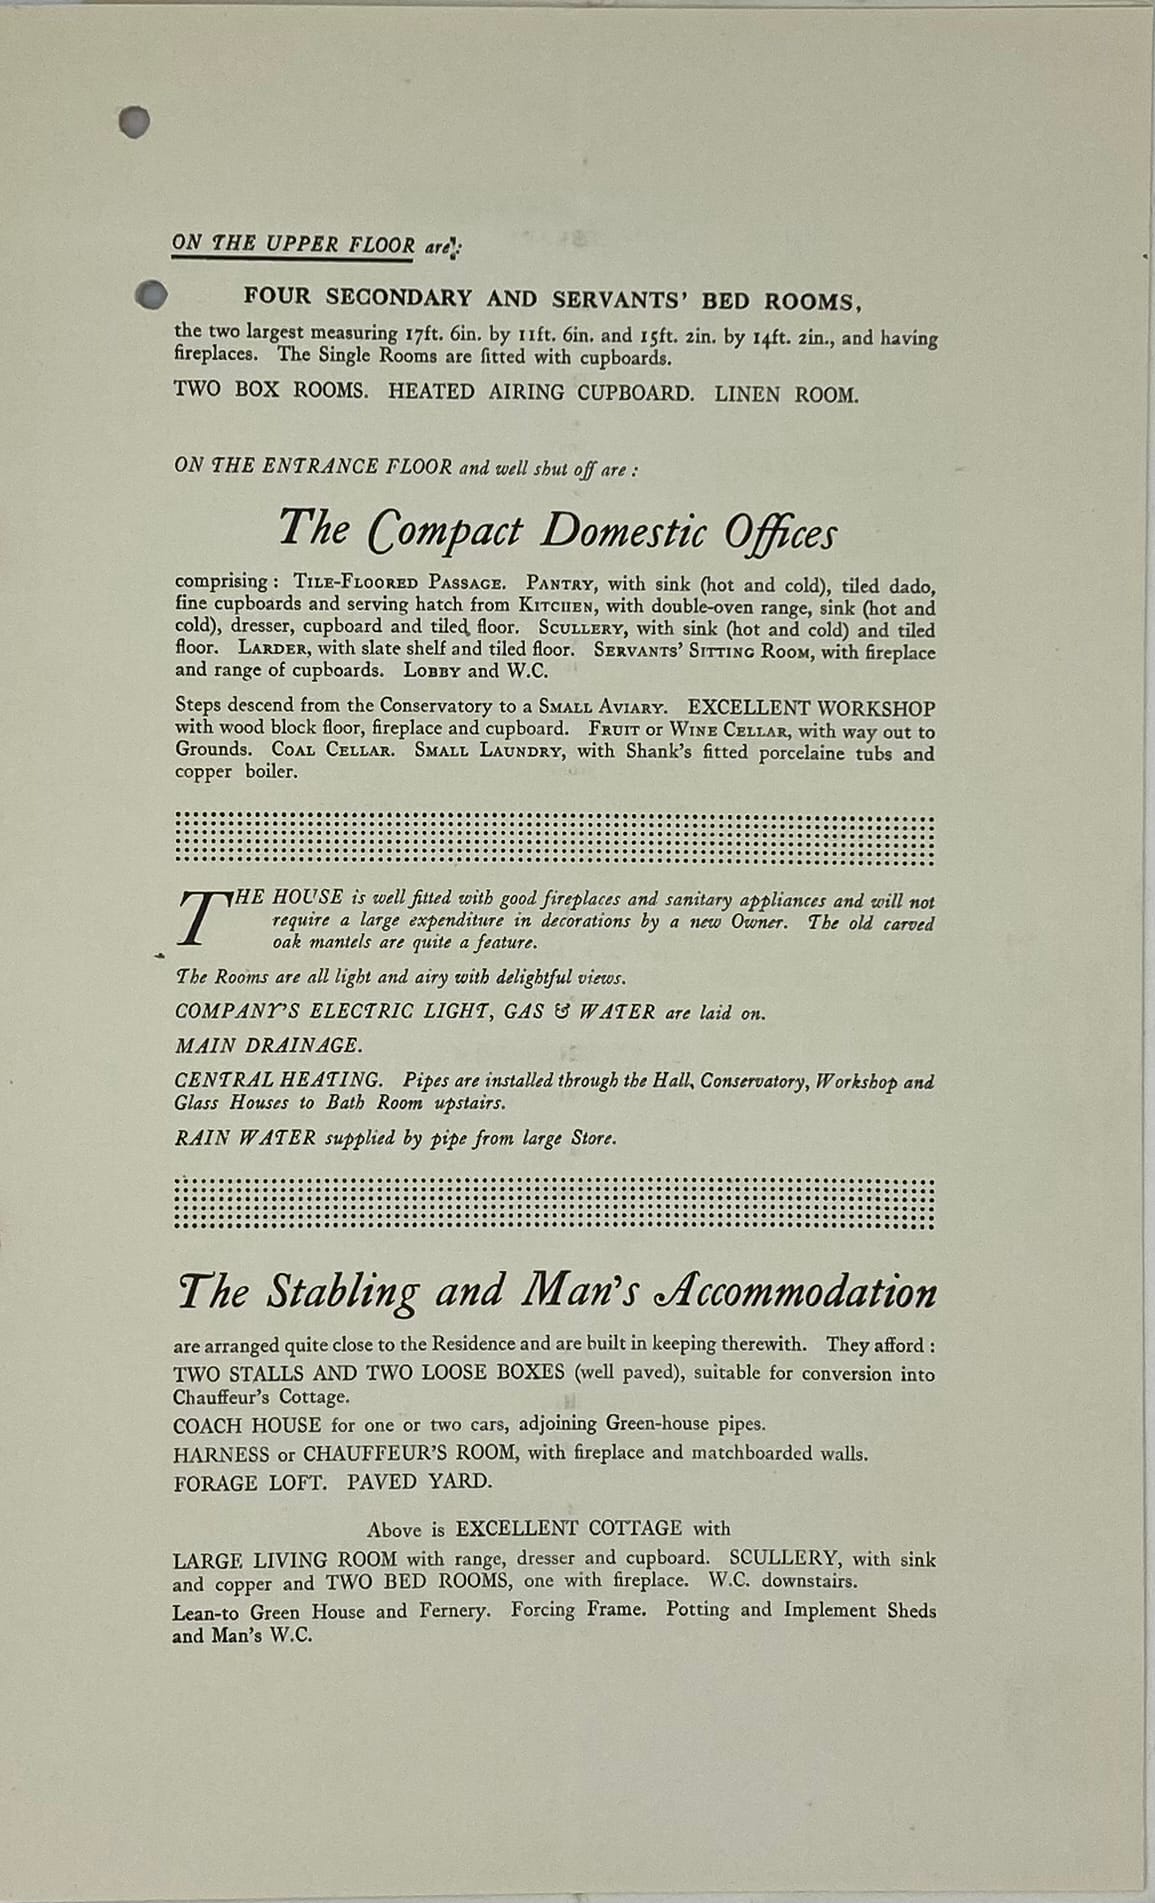 ON THE UPPER FLOOR are:
FOUR SECONDARY AND SERVANTS' BED ROOMS,
the two largest measuring 17ft. 6in. by 11ft. 6in. and 15ft. 2in. by 14ft. 2in., and having
fireplaces. The Single Rooms are fitted with cupboards.
TWO BOX ROOMS. HEATED AIRING CUPBOARD. LINEN ROOM.
ON THE ENTRANCE FLOOR and well shut off are :
The Compact Domestic Offices
comprising : TILE-FLOORED PASSAGE. PANTRY, with sink (hot and cold), tiled dado,
fine cupboards and serving hatch from KITCHEN, with double-oven range, sink (hot and
cold), dresser, cupboard and tiled floor. SCULLERY, with sink (hot and cold) and tiled
floor. LARDER, with slate shelf and tiled floor. SERVANTS' SITTING ROOM, with fireplace
and range of cupboards. LOBBY and W.C.
Steps descend from the Conservatory to a SMALL AVIARY. EXCELLENT WORKSHOP
with wood block floor, fireplace and cupboard. FRUIT or WINE CELLAR, with way out to
Grounds. COAL CELLAR. SMALL LAUNDRY, with Shank's fitted porcelaine tubs and
copper boiler.
THE HOUSE is well fitted with good fireplaces and sanitary appliances and will not
require a large expenditure in decorations by a new Owner. The old carved
oak mantels are quite a feature.
The Rooms are all light and airy with delightful views.
COMPANY'S ELECTRIC LIGHT, GAS & WATER are laid on.
MAIN DRAINAGE.
CENTRAL HEATING. Pipes are installed through the Hall, Conservatory, Workshop and
Glass Houses to Bath Room upstairs.
RAIN WATER supplied by pipe from large Store.
The Stabling and Man's Accommodation
are arranged quite close to the Residence and are built in keeping therewith. They afford :
TWO STALLS AND TWO LOOSE BOXES (well paved), suitable for conversion into
Chauffeur's Cottage.
COACH HOUSE for one or two cars, adjoining Green-house pipes.
HARNESS or CHAUFFEUR'S ROOM, with fireplace and matchboarded walls.
FORAGE LOFT. PAVED YARD.
Above is EXCELLENT COTTAGE with
LARGE LIVING ROOM with range, dresser and cupboard. SCULLERY, with sink
and copper and TWO BED ROOMS, one with fireplace. W.C. downstairs.
Lean-to Green House and Fernery. Forcing Frame. Potting and Implement Sheds
and Man's W.C.